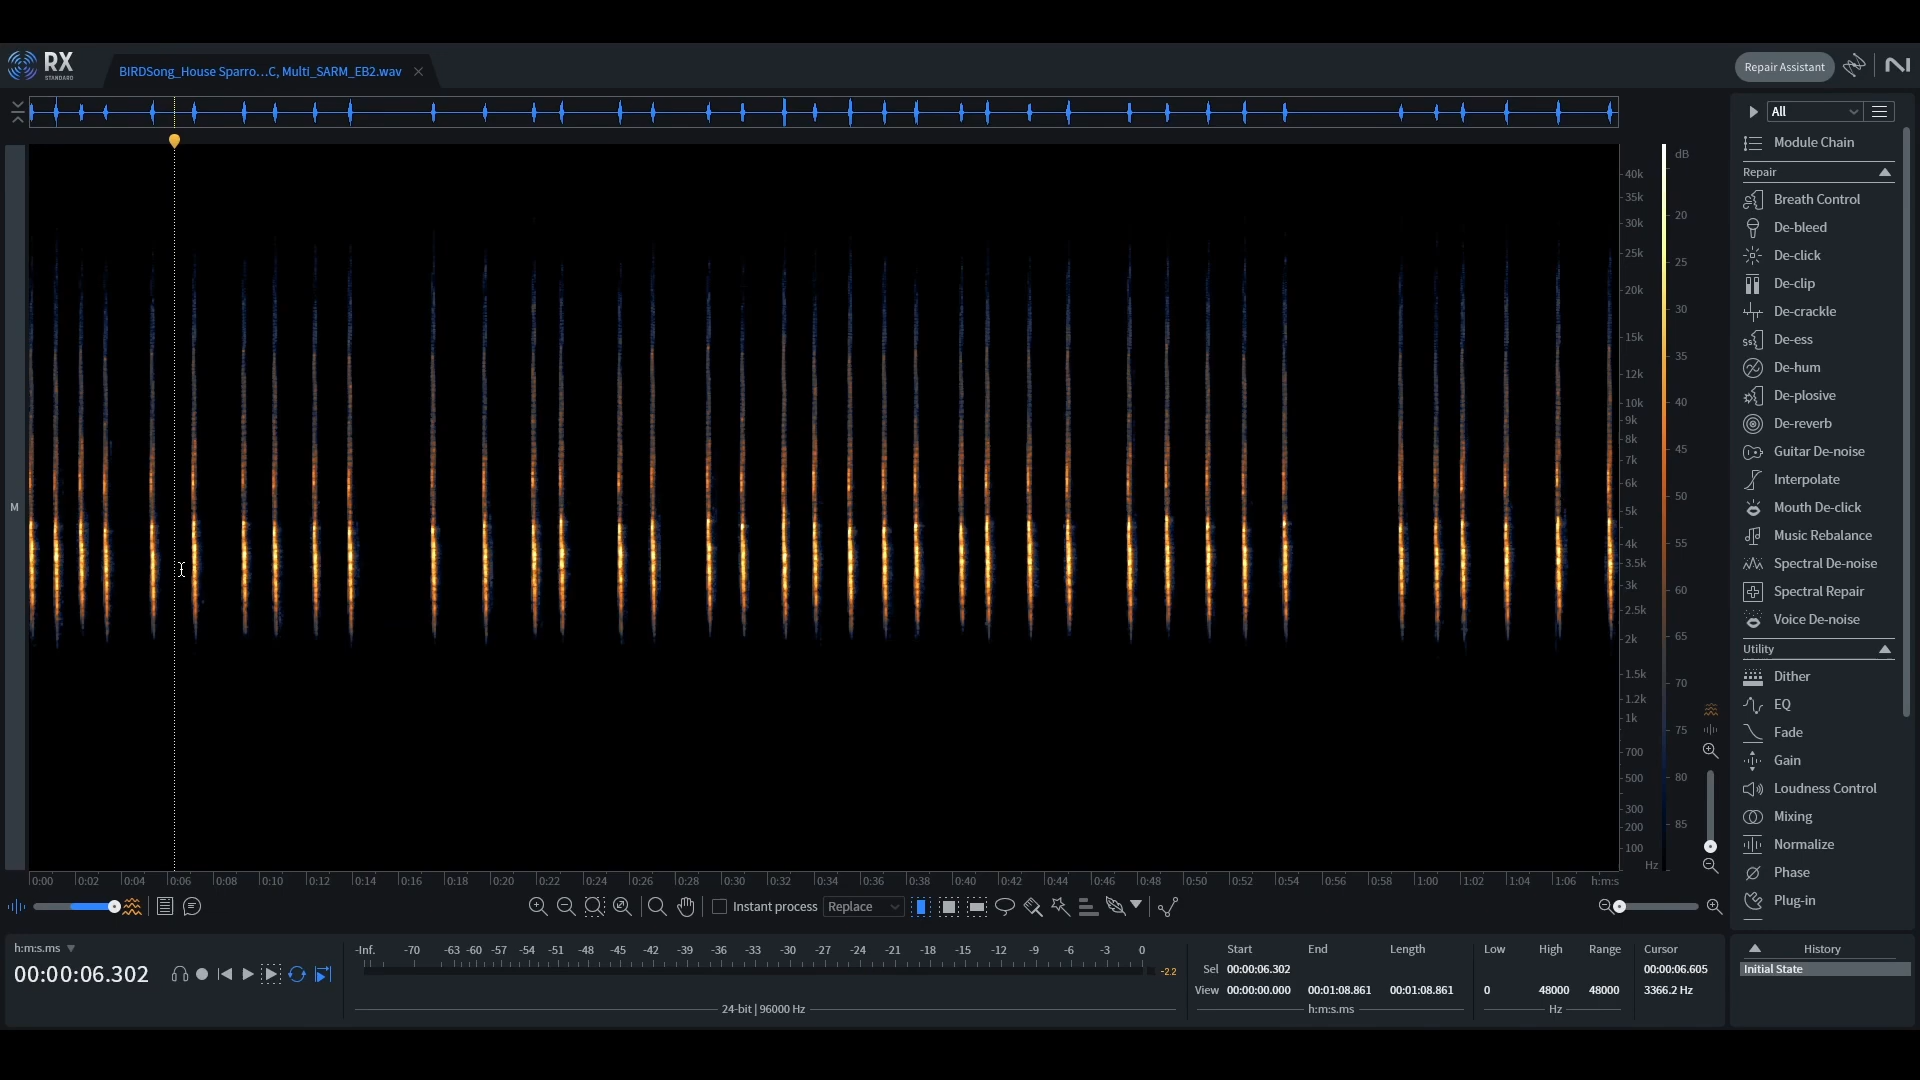 RX
STANDARD
BIRDSong_House Sparro...C, Multi_SARM_EB2.wav
Repair Assistant
All
Module Chain
Repair
Breath Control
De-bleed
De-click
De-clip
De-crackle
De-ess
De-hum
De-plosive
De-reverb
Guitar De-noise
Interpolate
Mouth De-click
Music Rebalance
Spectral De-noise
Spectral Repair
Voice De-noise
Utility
Dither
EQ
Fade
Gain
Loudness Control
Mixing
Normalize
Phase
Plug-in
M
40k
35k
30k
25k
20k
15k
12k
10k
9k
8k
7k
6k
5k
4k
3.5k
3k
2.5k
2k
1.5k
1.2k
1k
700
500
300
200
100
Hz
dB
20
25
30
35
40
45
50
55
60
65
70
75
80
85
0:00 0:02 0:04 0:06 0:08 0:10 0:12 0:14 0:16 0:18 0:20 0:22 0:24 0:26 0:28 0:30 0:32 0:34 0:36 0:38 0:40 0:42 0:44 0:46 0:48 0:50 0:52 0:54 0:56 0:58 1:00 1:02 1:04 1:06 h:m:s
Instant process Replace
h:m:s.ms
00:00:06.302
-Inf. -70 -63 -60 -57 -54 -51 -48 -45 -42 -39 -36 -33 -30 -27 -24 -21 -18 -15 -12 -9 -6 -3 0
-2.2
24-bit | 96000 Hz
Start End Length Low High Range Cursor
Sel 00:00:06.302 00:00:06.605
View 00:00:00.000 00:01:08.861 00:01:08.861 0 48000 48000 3366.2 Hz
h:m:s.ms Hz
History
Initial State